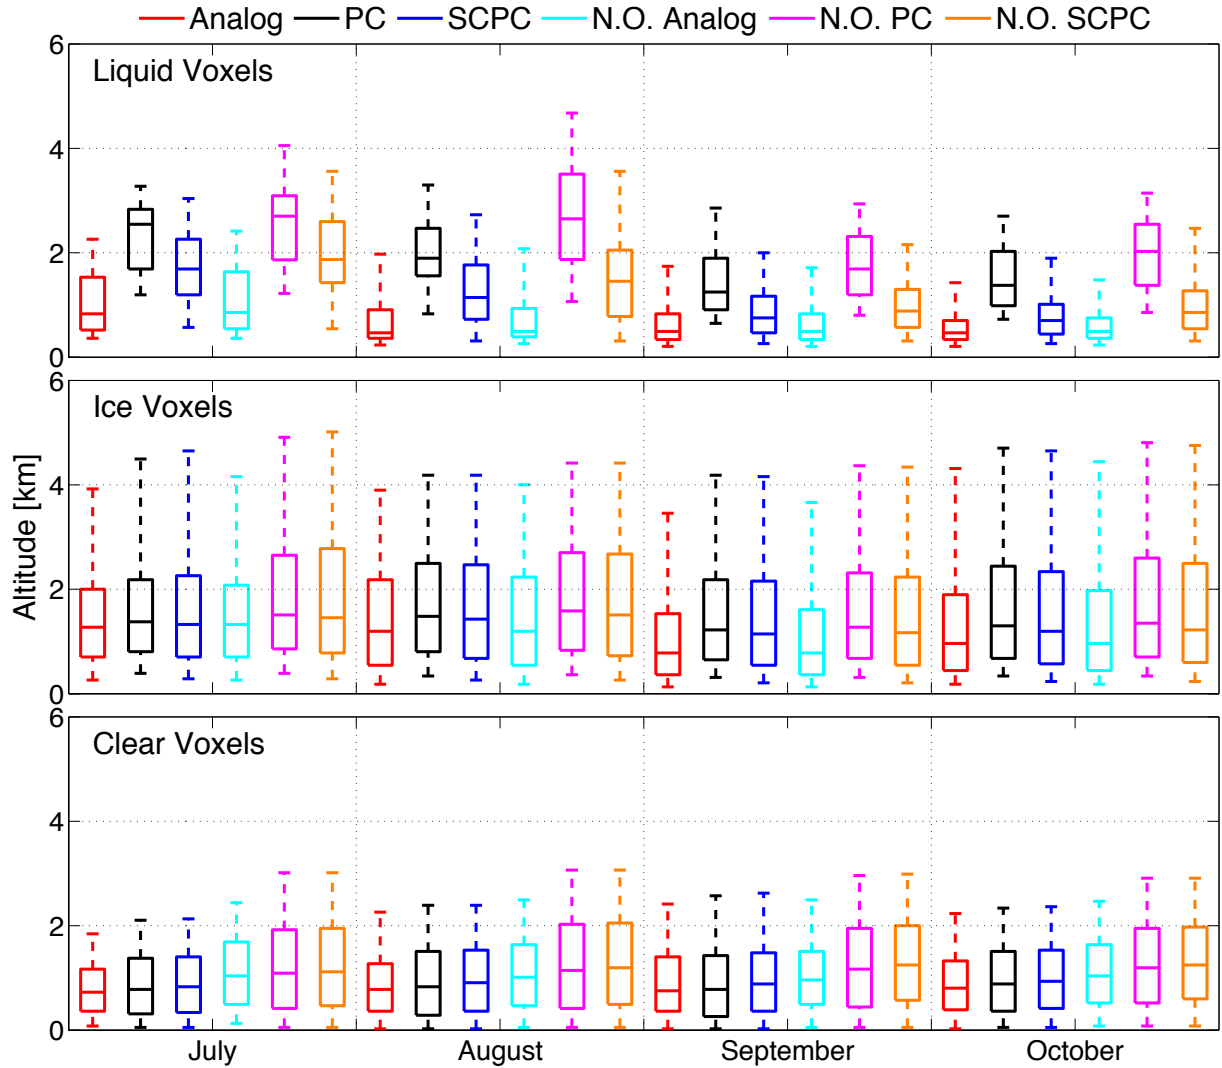 Analog PC SCPC N.O. Analog N.O. PC N.O. SCPC
6
Liquid Voxels
4
2
0
6
Ice Voxels
4
2
0
Altitude [km]
6
Clear Voxels
4
2
0
July August September October